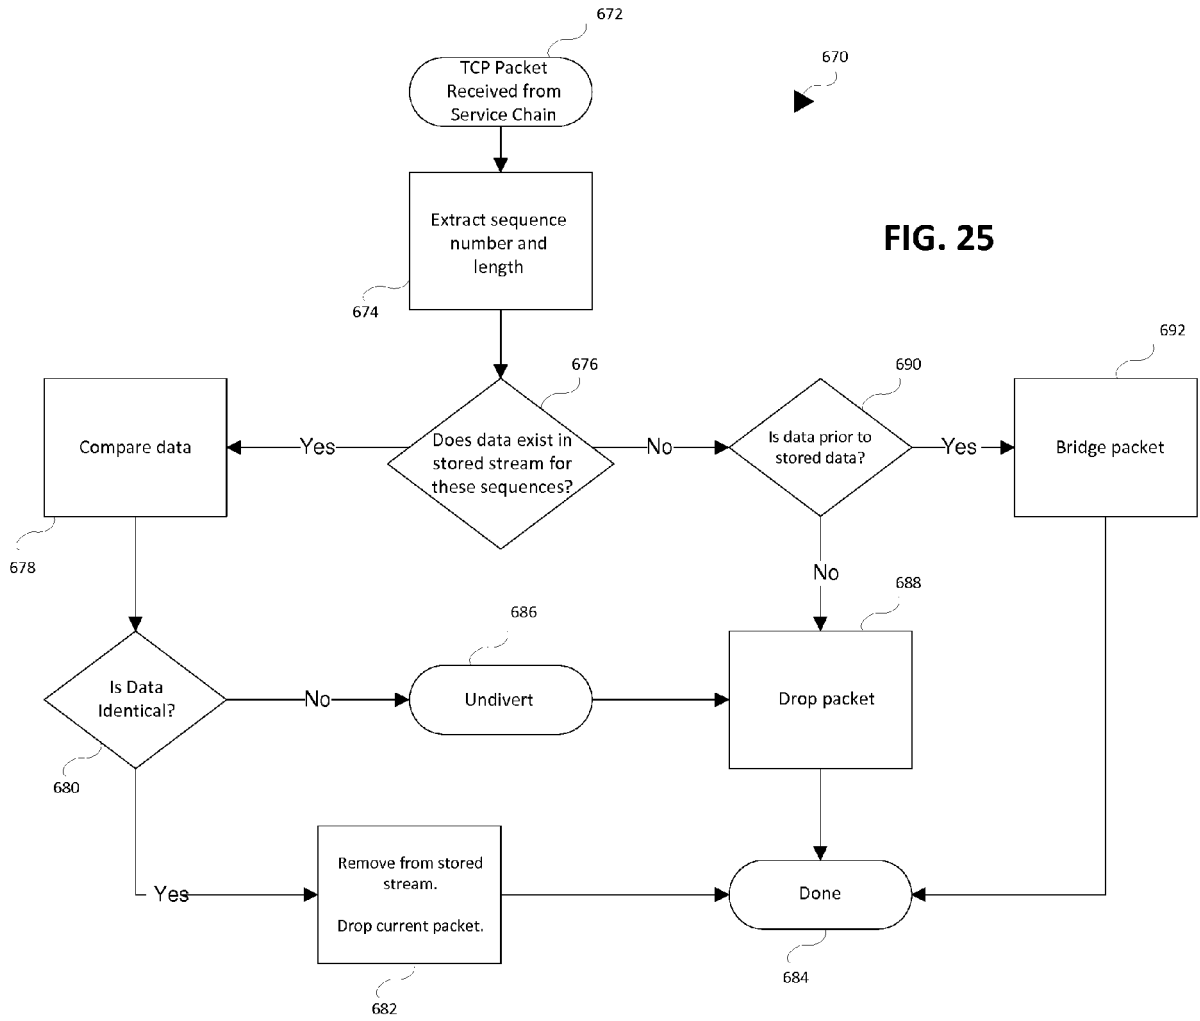 672
TCP Packet
Received from
Service Chain
670
Extract sequence
number and
length
674
FIG. 25
676
690
692
Compare data
Yes
Does data exist in
stored stream for
these sequences?
No
Is data prior to
stored data?
Yes
Bridge packet
678
No
688
686
Is Data
Identical?
No
Undivert
Drop packet
680
Remove from stored
stream.
Drop current packet.
Yes
Done
682
684